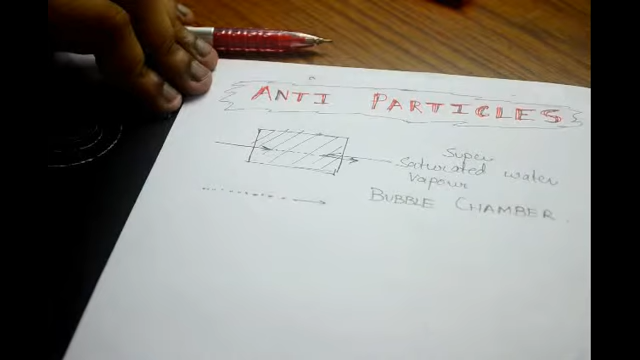 ANTI PARTICLES
Super
Saturated water
Vapour
BUBBLE CHAMBER.